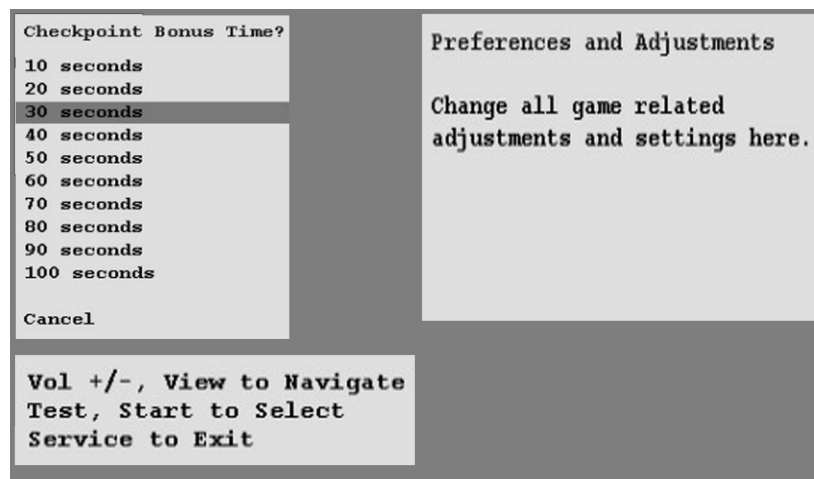 Checkpoint Bonus Time?
10 seconds
20 seconds
30 seconds
40 seconds
50 seconds
60 seconds
70 seconds
80 seconds
90 seconds
100 seconds
Cancel
Preferences and Adjustments
Change all game related
adjustments and settings here.
Vol +/-, View to Navigate
Test, Start to Select
Service to Exit